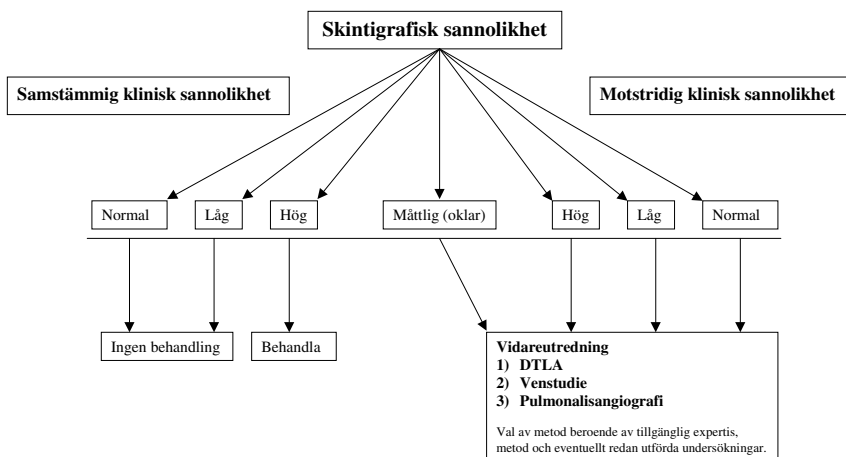 Skintigrafisk sannolikhet
Samstämmig klinisk sannolikhet
Motstridig klinisk sannolikhet
Normal
Låg
Hög
Måttlig (oklar)
Hög
Låg
Normal
Ingen behandling
Behandla
Vidareutredning
1) DTLA
2) Venstudie
3) Pulmonalisangiografi
Val av metod beroende av tillgänglig expertis,
metod och eventuellt redan utförda undersökningar.